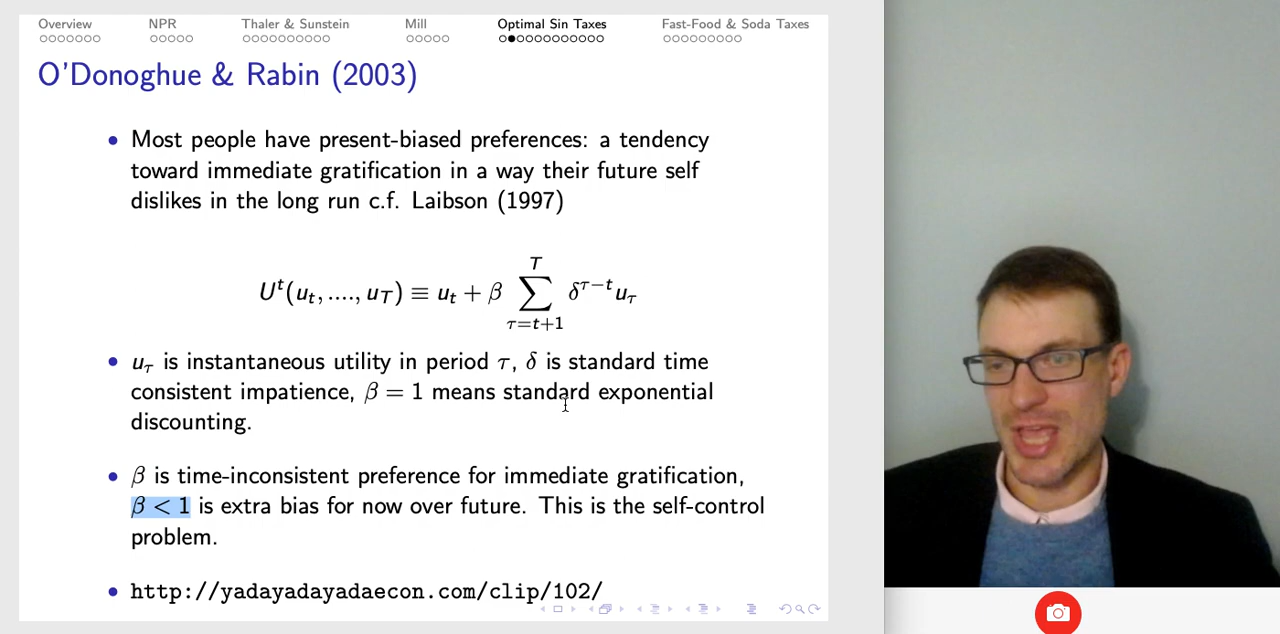 Overview NPR Thaler & Sunstein Mill Optimal Sin Taxes Fast-Food & Soda Taxes
O'Donoghue & Rabin (2003)
• Most people have present-biased preferences: a tendency
toward immediate gratification in a way their future self
dislikes in the long run c.f. Laibson (1997)
T
Uᵗ(uₜ, ...., u_T) ≡ uₜ + β ∑ δ^{τ−t} u_τ
τ=t+1
• u_τ is instantaneous utility in period τ, δ is standard time
consistent impatience, β = 1 means standard exponential
discounting.
• β is time-inconsistent preference for immediate gratification,
β < 1 is extra bias for now over future. This is the self-control
problem.
• http://yadayadayadaecon.com/clip/102/